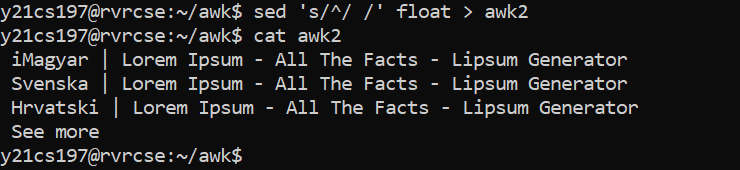 y21cs197@rvrcse:~/awk$ sed 's/^/ /' float > awk2
y21cs197@rvrcse:~/awk$ cat awk2
 iMagyar | Lorem Ipsum - All The Facts - Lipsum Generator
 Svenska | Lorem Ipsum - All The Facts - Lipsum Generator
 Hrvatski | Lorem Ipsum - All The Facts - Lipsum Generator
 See more
y21cs197@rvrcse:~/awk$